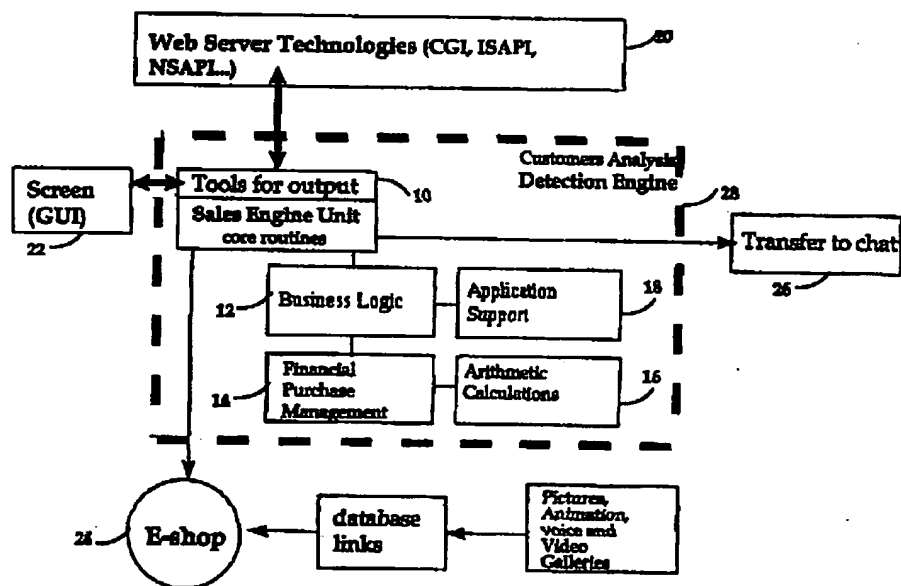 Web Server Technologies (CGI, ISAPI,
NSAPI...)
20
Customers Analysis
Detection Engine
Screen
(GUI)
22
Tools for output
10
28
Sales Engine Unit
core routines
Transfer to chat
26
12
Business Logic
Application
Support
18
14
Financial
Purchase
Management
Arithmetic
Calculations
16
E-shop
database
links
Pictures,
Animation,
voice and
Video
Galleries